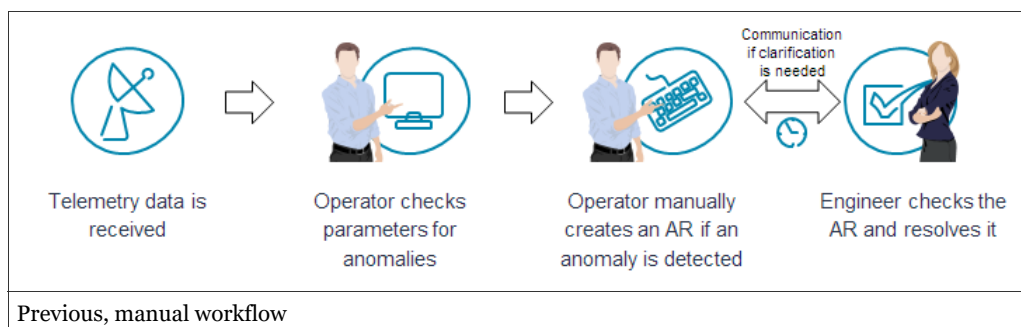 Communication
if clarification
is needed
Telemetry data is
received
Operator checks
parameters for
anomalies
Operator manually
creates an AR if an
anomaly is detected
Engineer checks the
AR and resolves it
Previous, manual workflow